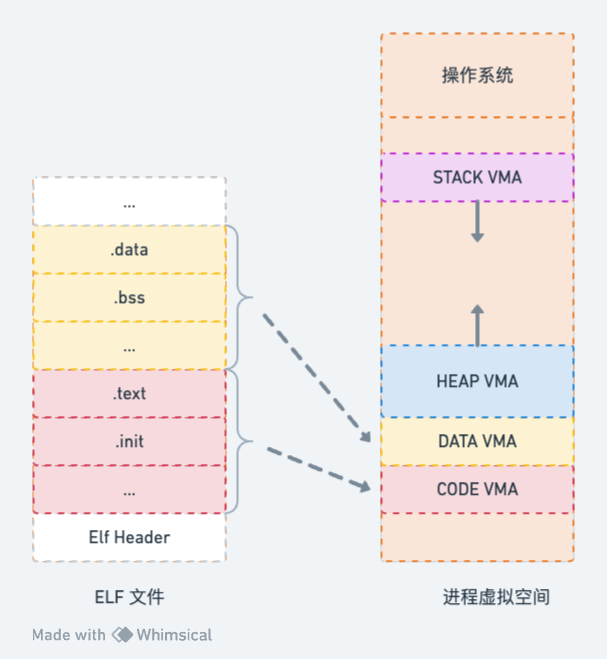 ...
.data
.bss
...
.text
.init
...
Elf Header
ELF 文件
操作系统
STACK VMA
HEAP VMA
DATA VMA
CODE VMA
进程虚拟空间
Made with Whimsical